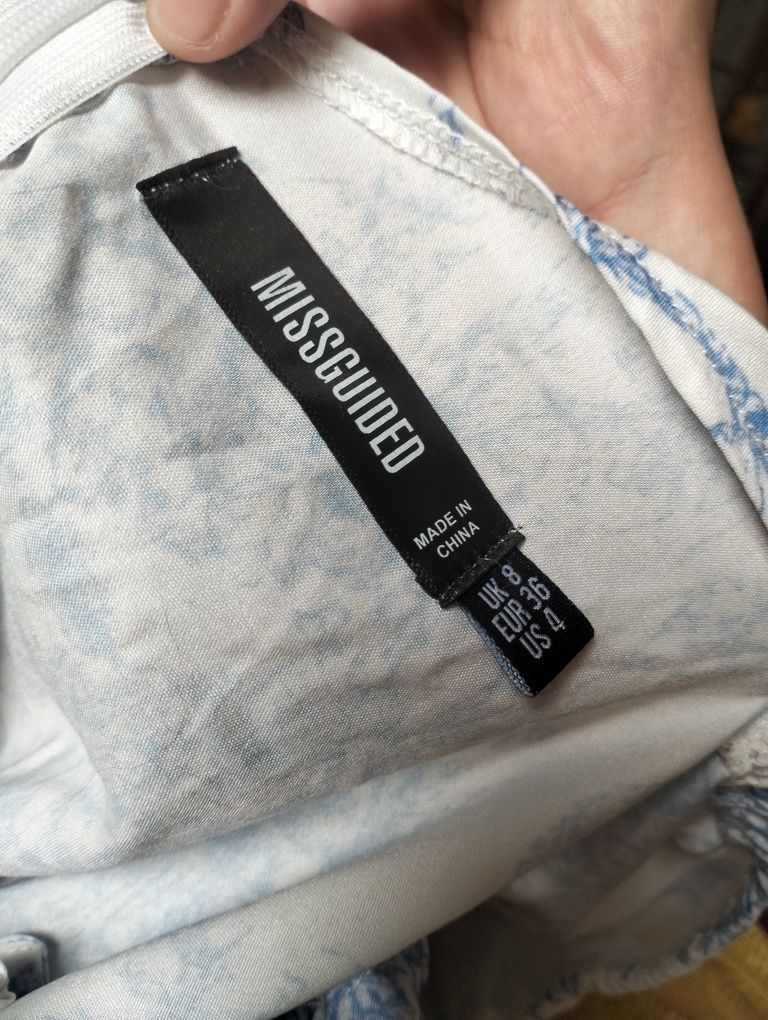 MISSGUIDED
MADE IN
CHINA
UK 8
EUR 36
US 4